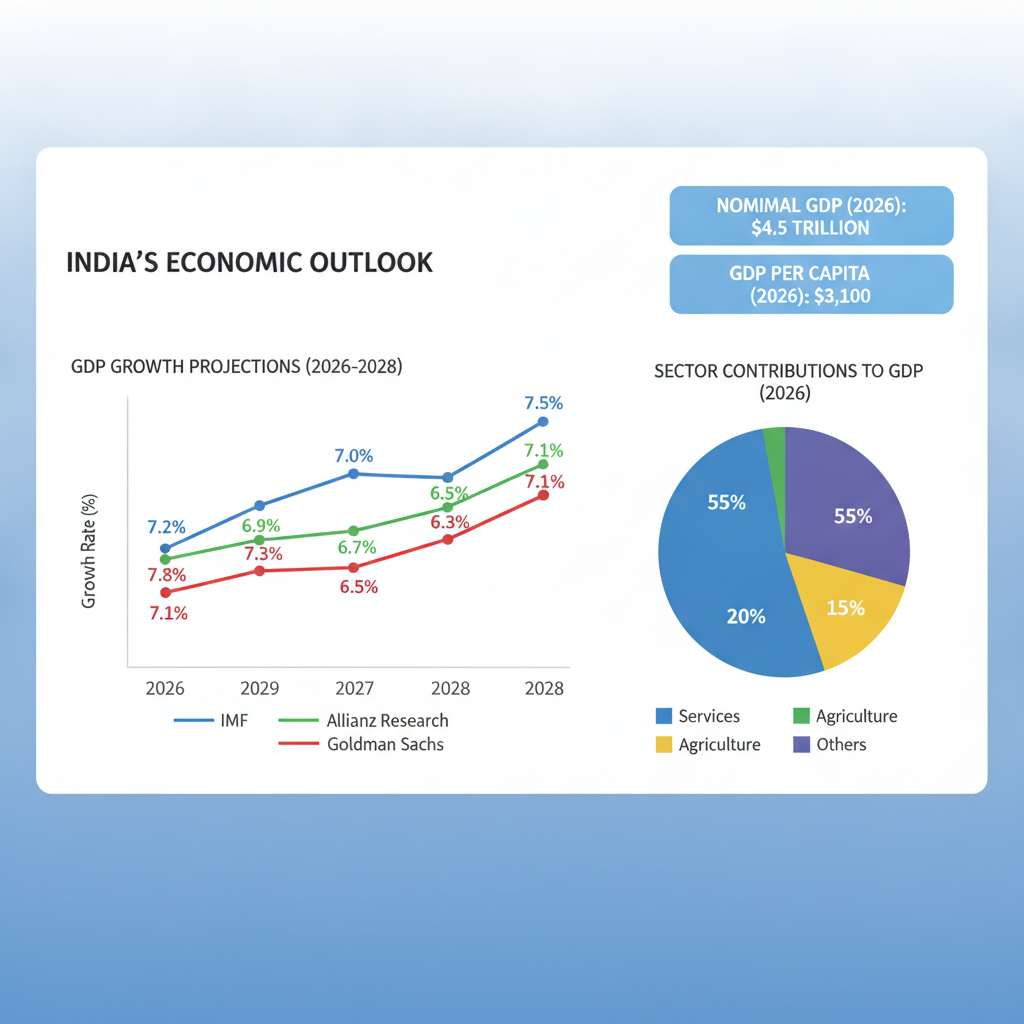 NOMIMAL GDP (2026):
$4.5 TRILLION
GDP PER CAPITA
(2026): $3,100
INDIA'S ECONOMIC OUTLOOK
GDP GROWTH PROJECTIONS (2026-2028)
Growrh Rate (%)
7.2%
7.8%
7.1%
6.9%
7.3%
7.0%
6.7%
6.5%
6.5%
6.3%
7.5%
7.1%
7.1%
2026
2029
2027
2028
2028
IMF
Allianz Research
Goldman Sachs
SECTOR CONTRIBUTIONS TO GDP
(2026)
55%
55%
20%
15%
Services
Agriculture
Agriculture
Others